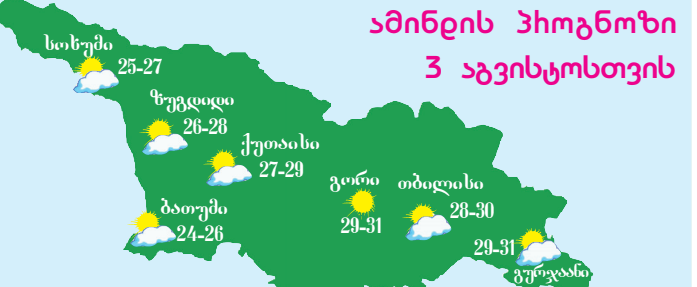 ამინდის პროგნოზი
3 აგვისტოსთვის
სოხუმი
25-27
ზუგდიდი
26-28
ქუთაისი
27-29
გორი
29-31
თბილისი
28-30
ბათუმი
24-26
29-31
გურჯაანი